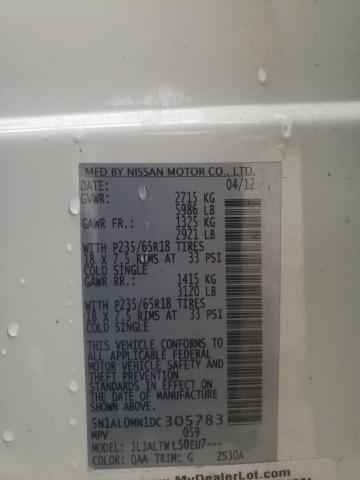 MFD BY NISSAN MOTOR CO., LTD.
DATE: 04/12
GVWR: 2715 KG
5986 LB
GAWR FR.: 1325 KG
2921 LB
WITH P235/65R18 TIRES
18 X 7.5 RIMS AT 33 PSI
COLD SINGLE
GAWR RR.: 1415 KG
3120 LB
WITH P235/65R18 TIRES
18 X 7.5 RIMS AT 33 PSI
COLD SINGLE
THIS VEHICLE CONFORMS TO
ALL APPLICABLE FEDERAL
MOTOR VEHICLE SAFETY AND
THEFT PREVENTION
STANDARDS IN EFFECT ON
THE DATE OF MANUFACTURE
SHOWN ABOVE.
5N1AL0MN1DC305783
MPV 059
MODEL: JLJALTWL50EU7---
COLOR: QAA TRIM: G ZS30A
MyDealerLot.com